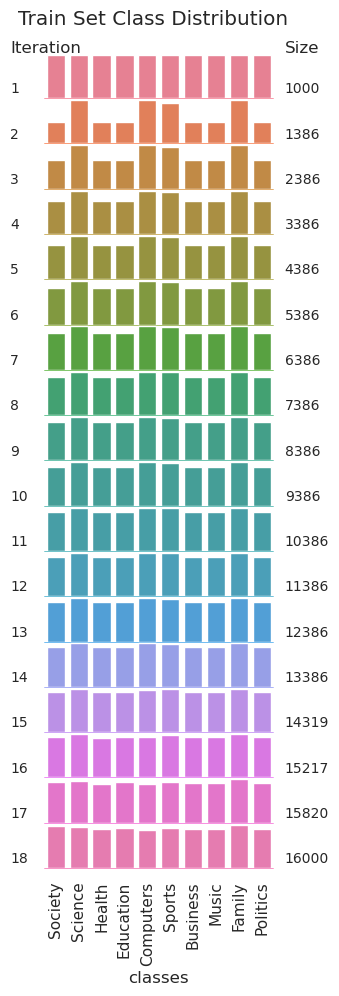 Train Set Class Distribution
Iteration Size
1 1000
2 1386
3 2386
4 3386
5 4386
6 5386
7 6386
8 7386
9 8386
10 9386
11 10386
12 11386
13 12386
14 13386
15 14319
16 15217
17 15820
18 16000
Society
Science
Health
Education
Computers
Sports
Business
Music
Family
Politics
classes